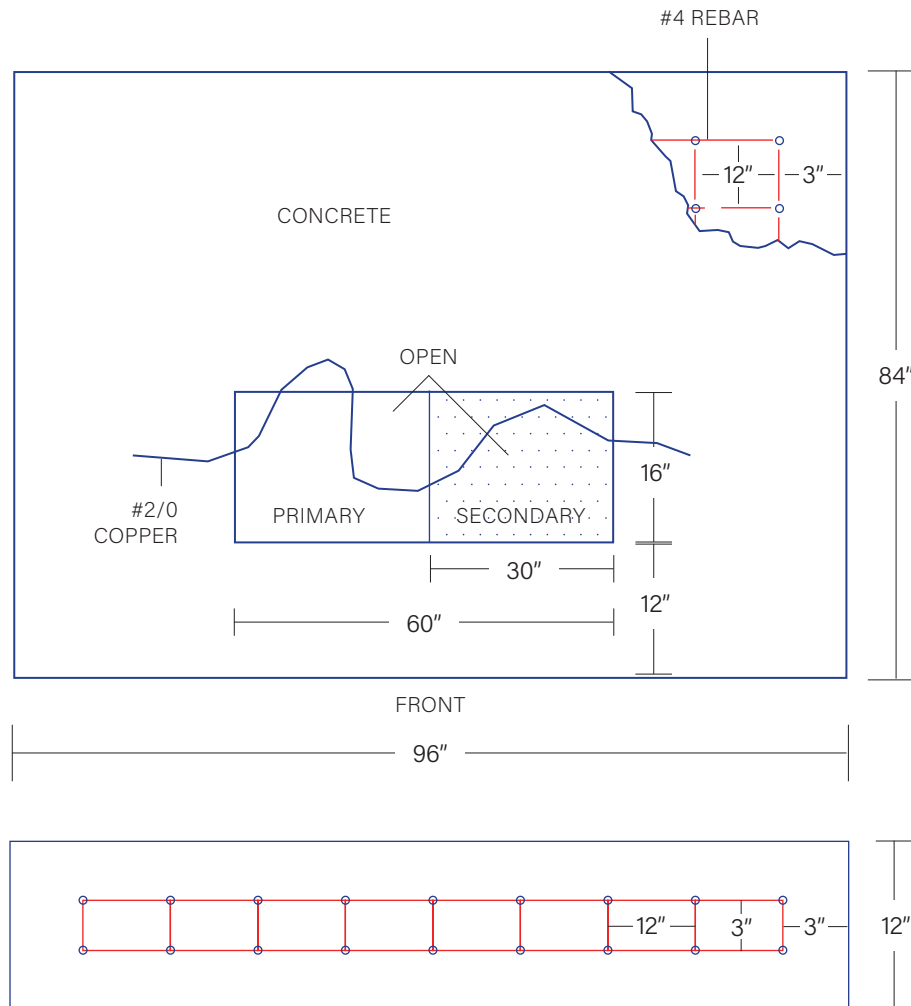 #4 REBAR
12″
3″
CONCRETE
OPEN
84″
16″
#2/0
COPPER
PRIMARY
SECONDARY
30″
12″
60″
FRONT
96″
12″
3″
3″
12″